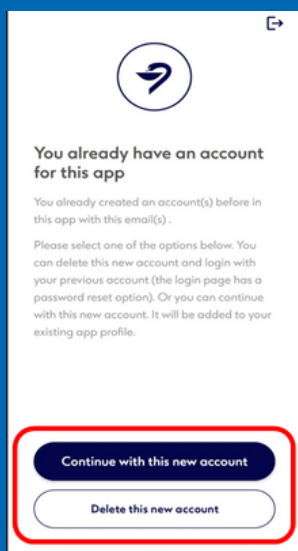 You already have an account
for this app
You already created an account(s) before in
this app with this email(s) .
Please select one of the options below. You
can delete this new account and login with
your previous account (the login page has a
password reset option). Or you can continue
with this new account. It will be added to your
existing app profile.
Continue with this new account
Delete this new account